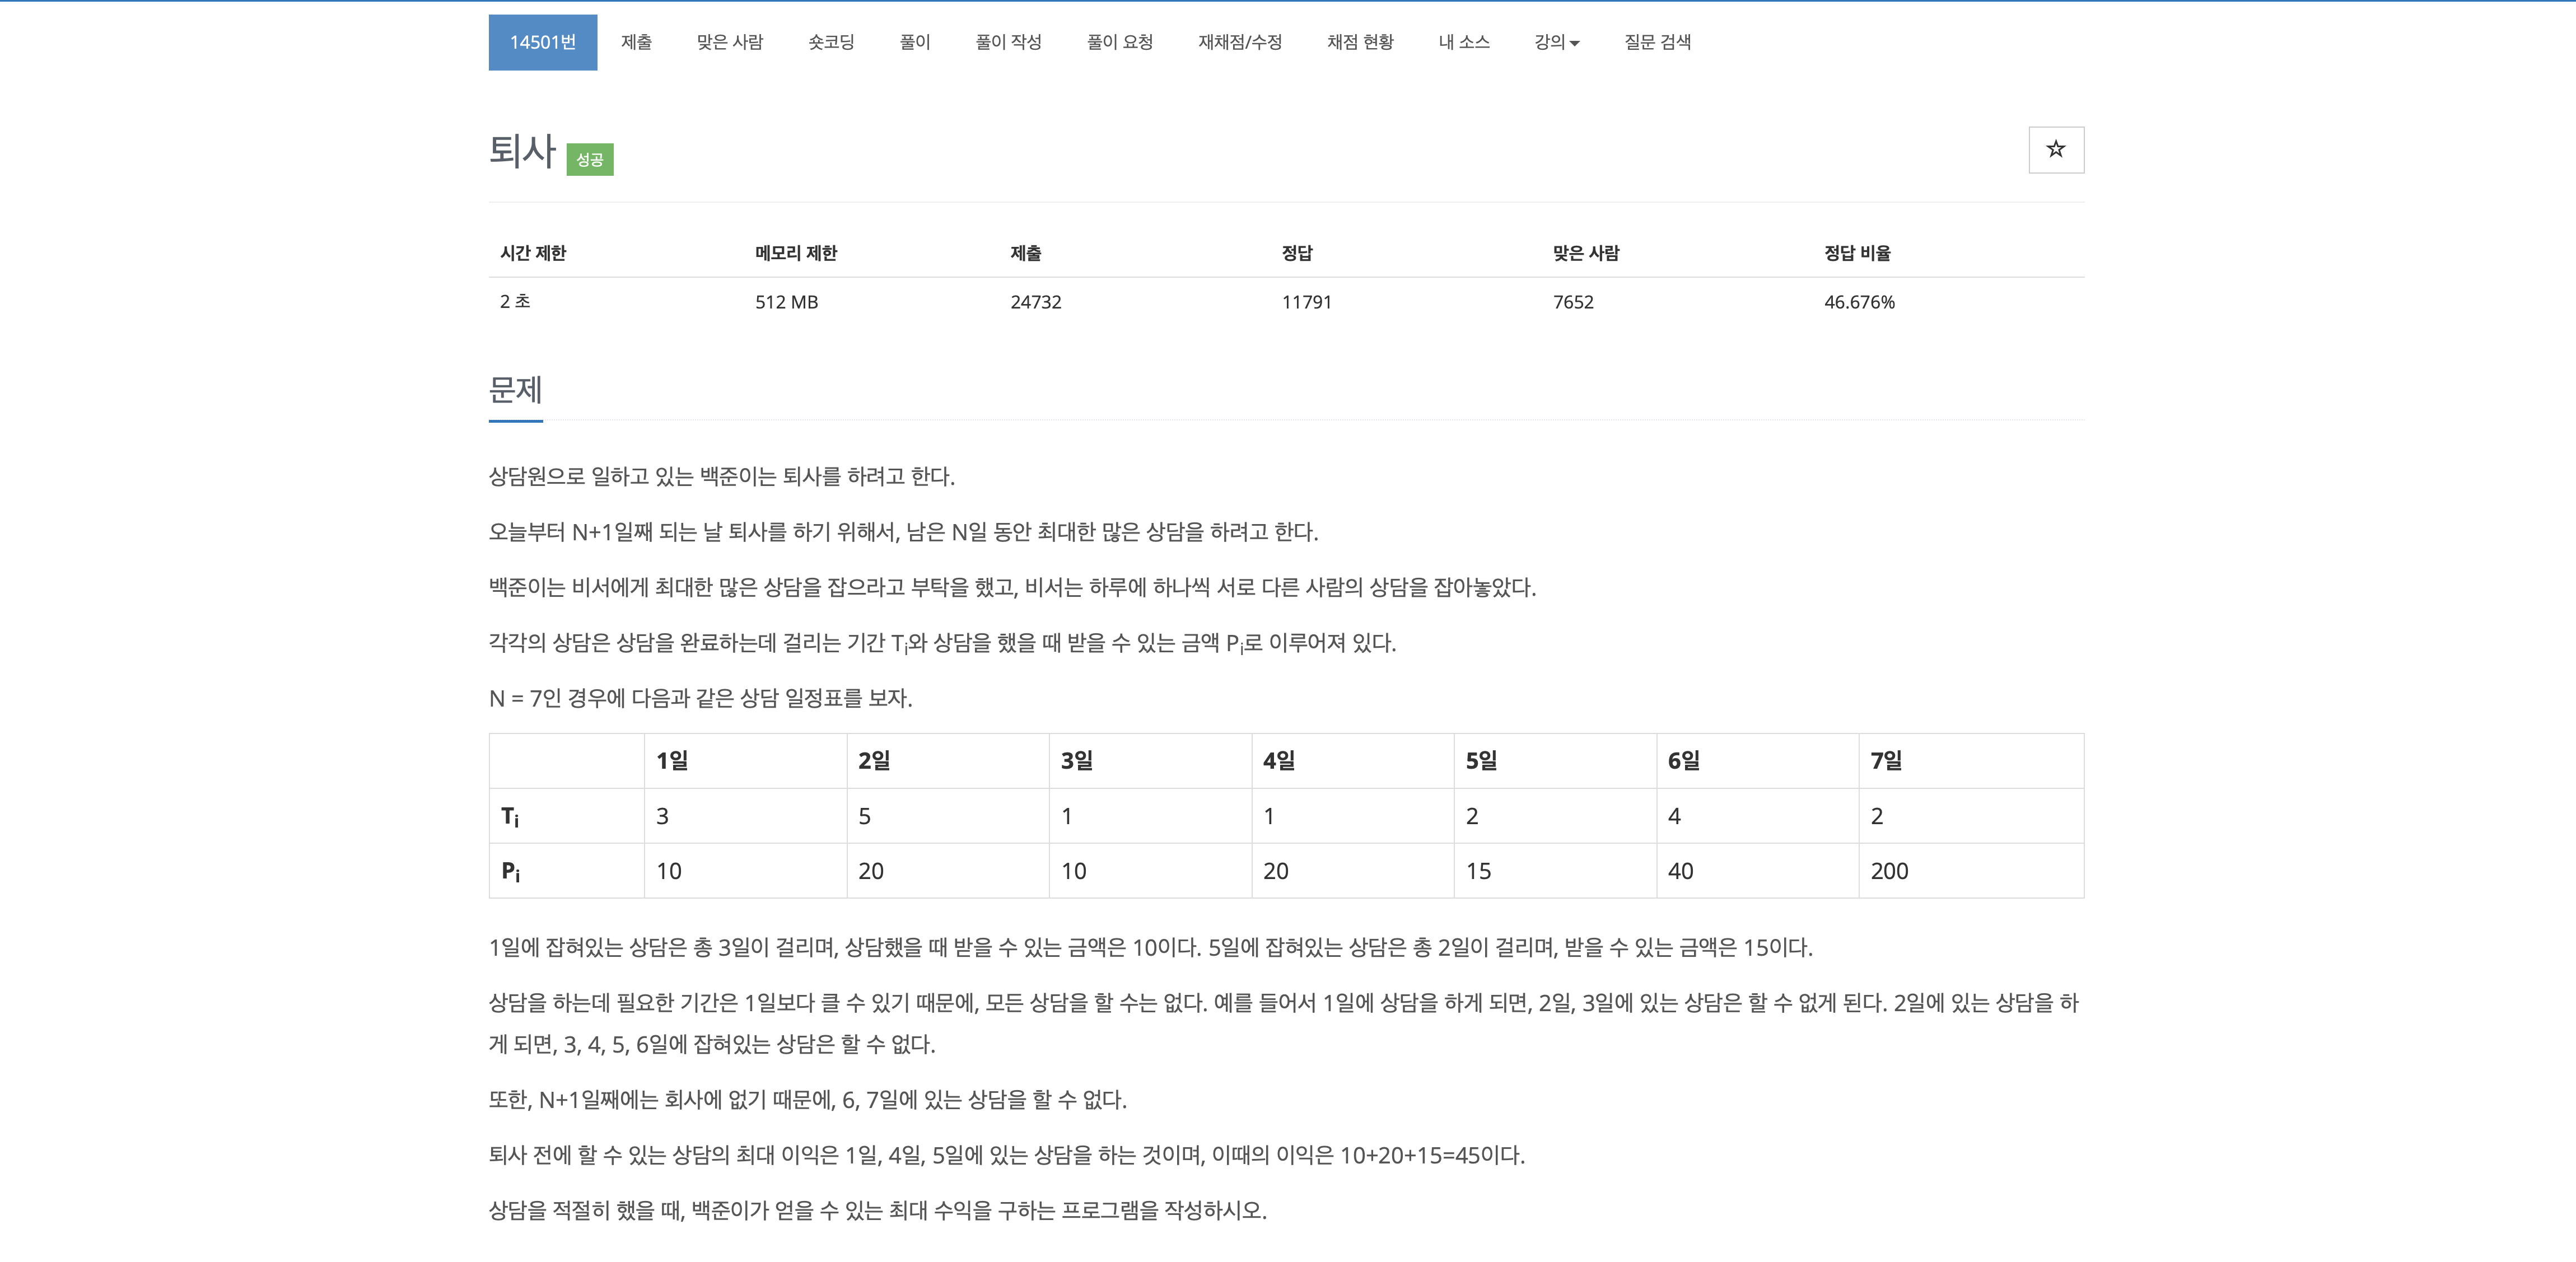 14501번 제출 맞은 사람 숏코딩 풀이 풀이 작성 풀이 요청 재채점/수정 채점 현황 내 소스 강의 질문 검색
퇴사 성공
시간 제한 메모리 제한 제출 정답 맞은 사람 정답 비율
2 초 512 MB 24732 11791 7652 46.676%
문제
상담원으로 일하고 있는 백준이는 퇴사를 하려고 한다.
오늘부터 N+1일째 되는 날 퇴사를 하기 위해서, 남은 N일 동안 최대한 많은 상담을 하려고 한다.
백준이는 비서에게 최대한 많은 상담을 잡으라고 부탁을 했고, 비서는 하루에 하나씩 서로 다른 사람의 상담을 잡아놓았다.
각각의 상담은 상담을 완료하는데 걸리는 기간 Ti와 상담을 했을 때 받을 수 있는 금액 Pi로 이루어져 있다.
N = 7인 경우에 다음과 같은 상담 일정표를 보자.
1일 2일 3일 4일 5일 6일 7일
Ti 3 5 1 1 2 4 2
Pi 10 20 10 20 15 40 200
1일에 잡혀있는 상담은 총 3일이 걸리며, 상담했을 때 받을 수 있는 금액은 10이다. 5일에 잡혀있는 상담은 총 2일이 걸리며, 받을 수 있는 금액은 15이다.
상담을 하는데 필요한 기간은 1일보다 클 수 있기 때문에, 모든 상담을 할 수는 없다. 예를 들어서 1일에 상담을 하게 되면, 2일, 3일에 있는 상담은 할 수 없게 된다. 2일에 있는 상담을 하
게 되면, 3, 4, 5, 6일에 잡혀있는 상담은 할 수 없다.
또한, N+1일째에는 회사에 없기 때문에, 6, 7일에 있는 상담을 할 수 없다.
퇴사 전에 할 수 있는 상담의 최대 이익은 1일, 4일, 5일에 있는 상담을 하는 것이며, 이때의 이익은 10+20+15=45이다.
상담을 적절히 했을 때, 백준이가 얻을 수 있는 최대 수익을 구하는 프로그램을 작성하시오.